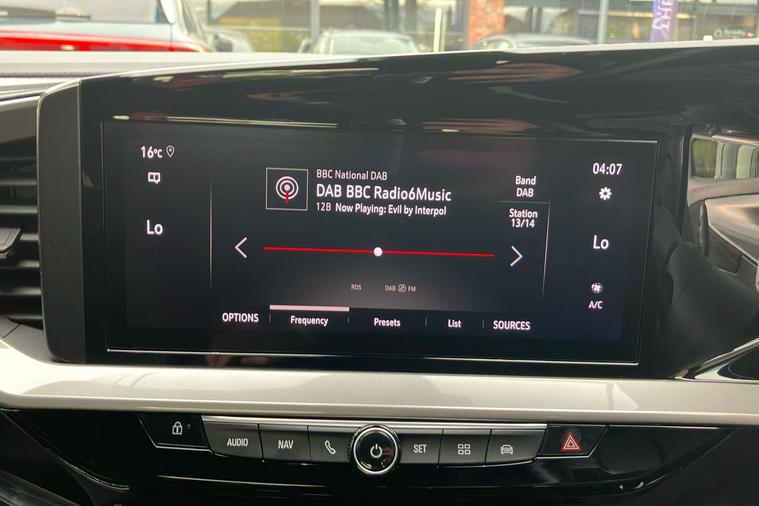 THE
16°C
BBC National DAB
DAB BBC Radio6Music
12B Now Playing: Evil by Interpol
Band
DAB
Station
13/14
04:07
Lo
Lo
A/C
DAB FM
OPTIONS
Frequency
Presets
List
SOURCES
AUDIO
NAV
SET